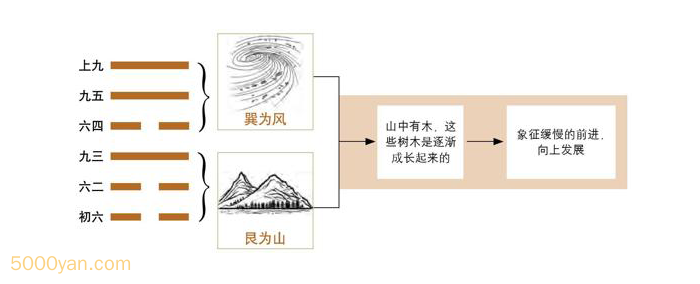 上九
九五
六四
九三
六二
初六
巽为风
艮为山
山中有木，这
些树木是逐渐
成长起来的
象征缓慢的前进，
向上发展
5000yan.com